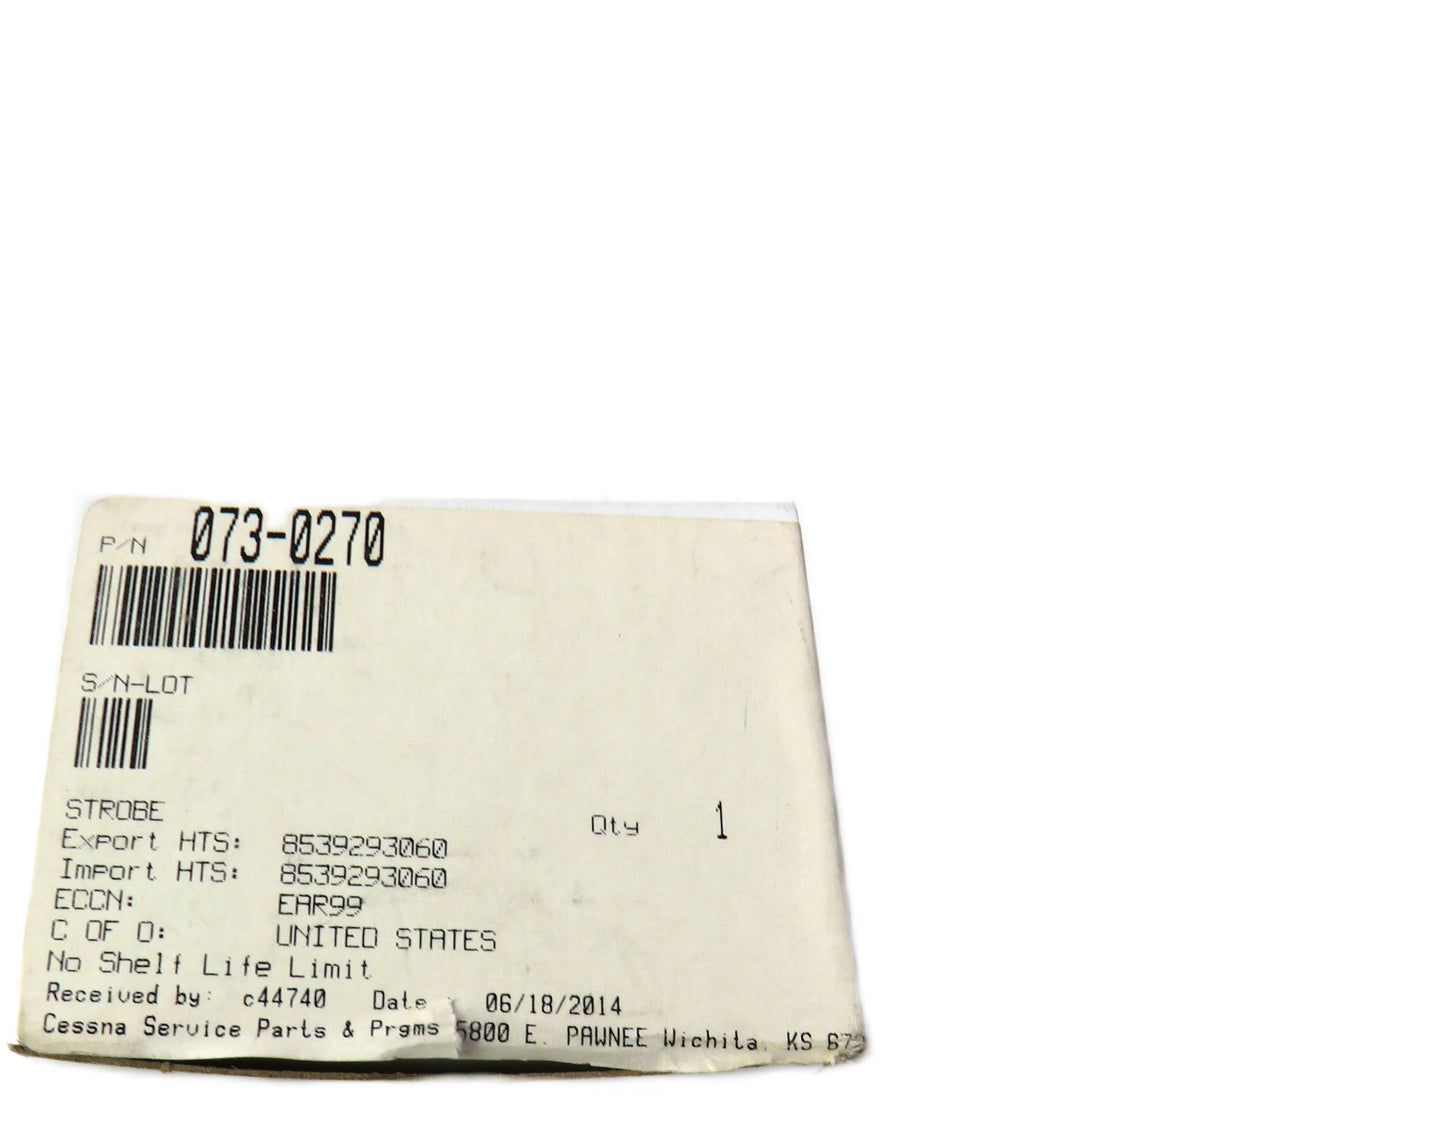 P/N 073-0270
S/N-LOT
STROBE
Qty 1
Export HTS: 8539293060
Import HTS: 8539293060
ECCN: EAR99
C OF O: UNITED STATES
No Shelf Life Limit
Received by: c44740 Date 06/18/2014
Cessna Service Parts & Prgms 5800 E. PAWNEE Wichita, KS